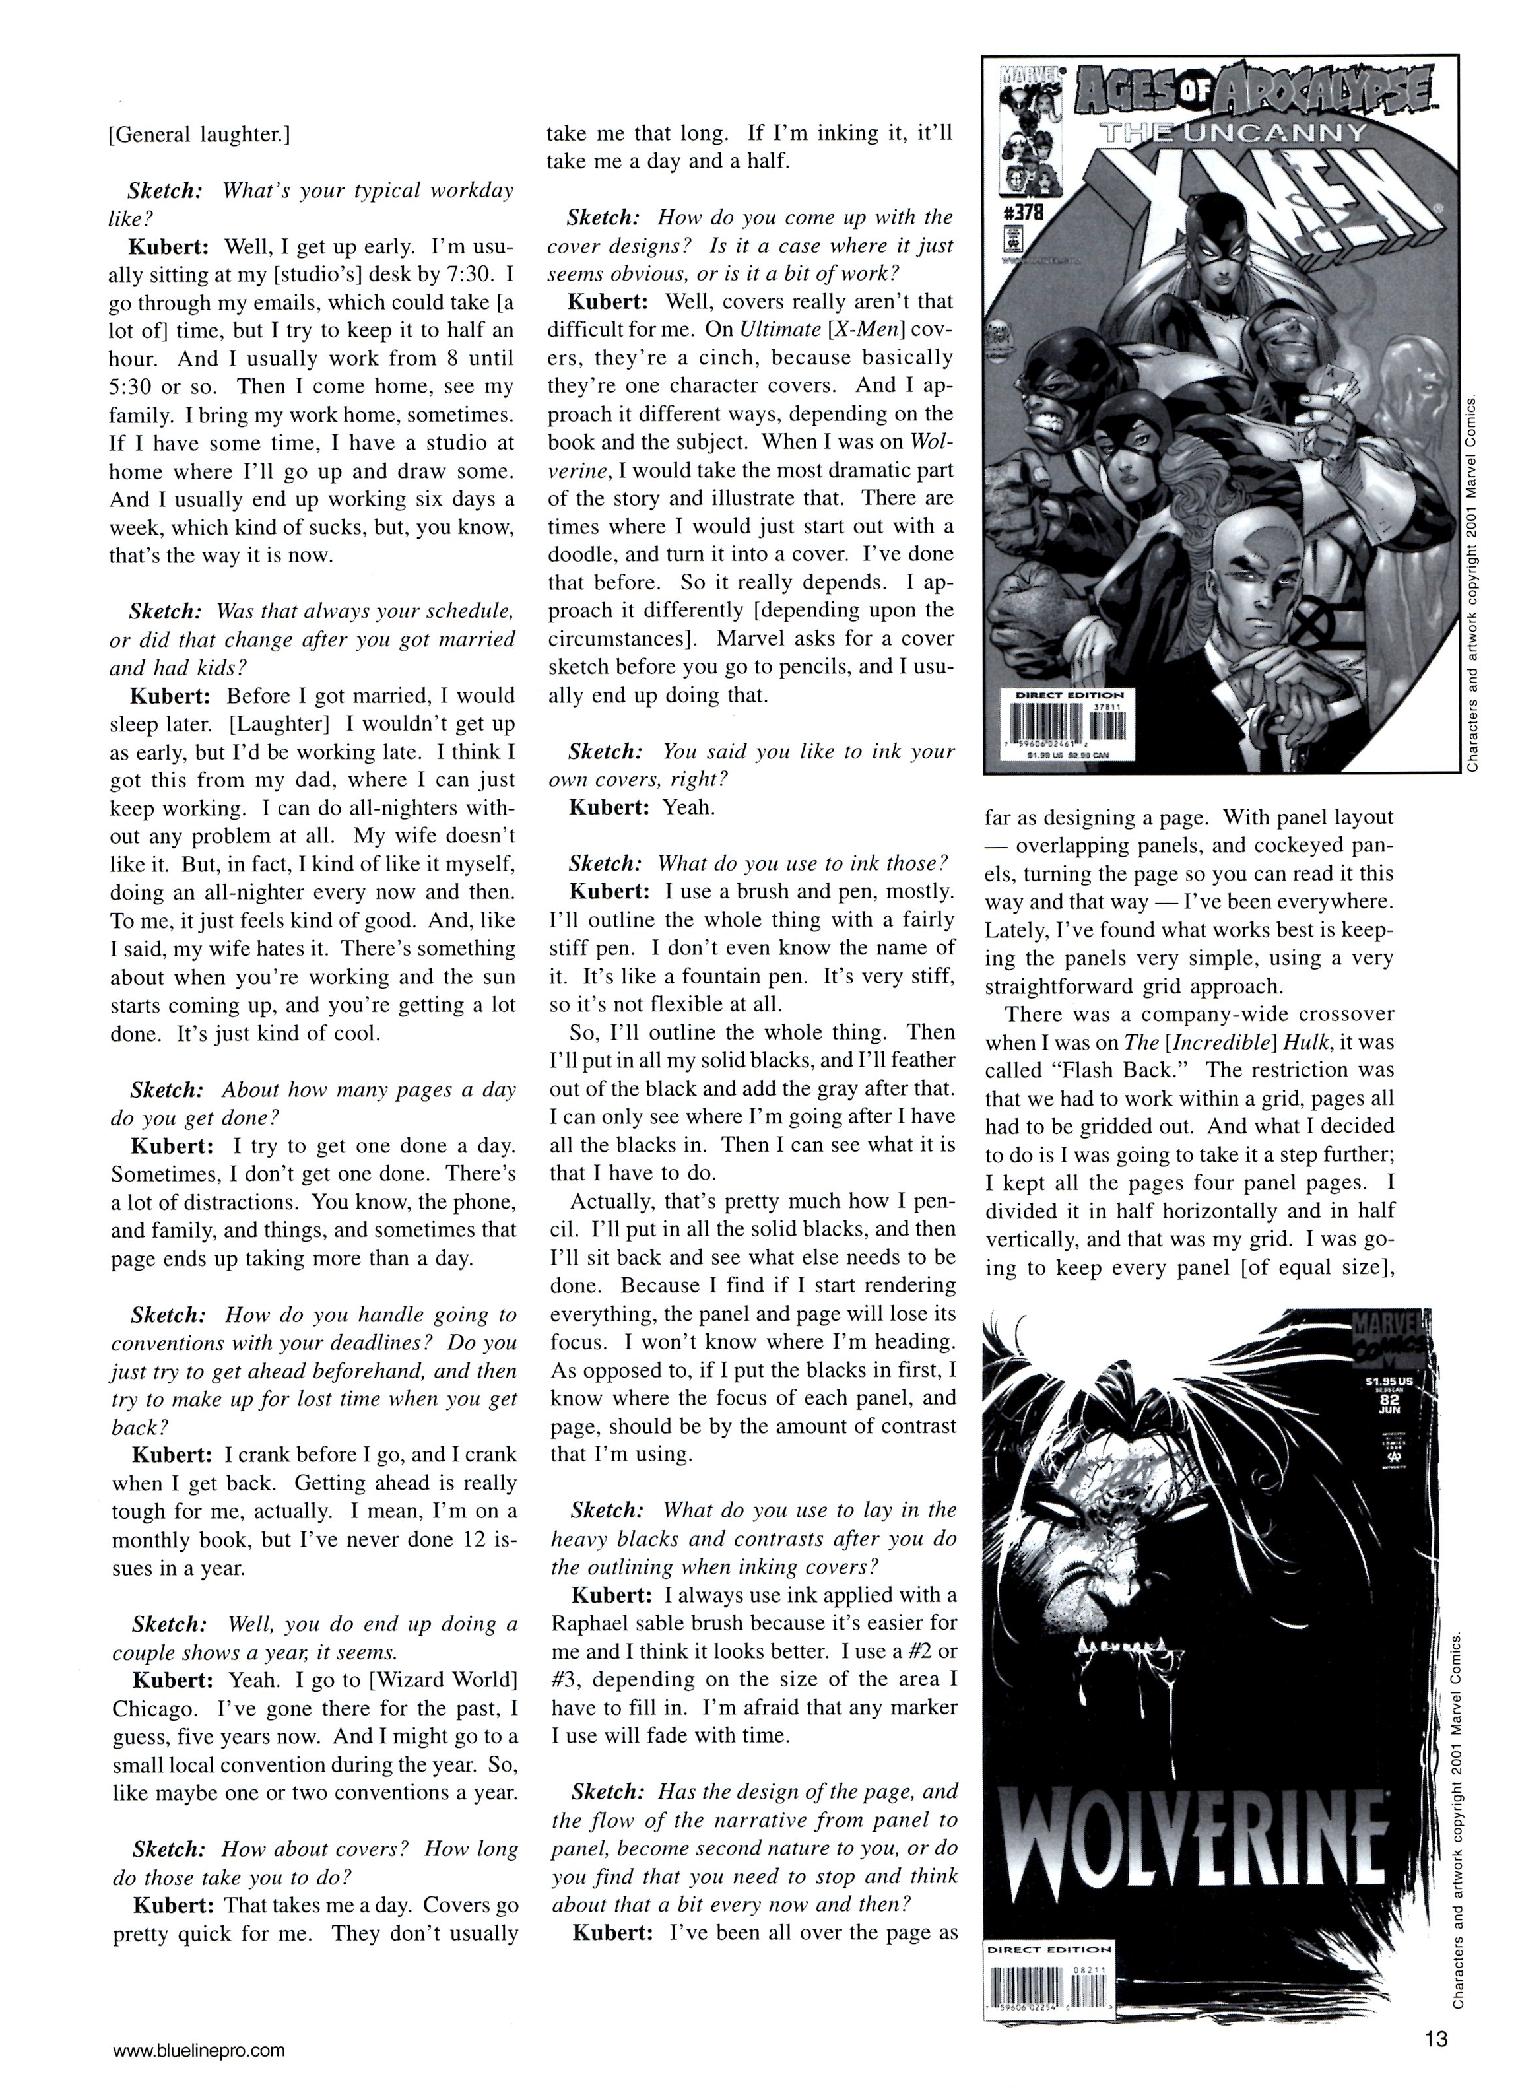 [General laughter.]
Sketch: What's your typical workday
like?
Kubert: Well, I get up early. I'm usu-
ally sitting at my [studio's] desk by 7:30. I
go through my emails, which could take [a
lot of] time, but I try to keep it to half an
hour. And I usually work from 8 until
5:30 or so. Then I come home, see my
family. I bring my work home, sometimes.
If I have some time, I have a studio at
home where I'll go up and draw some.
And I usually end up working six days a
week, which kind of sucks, but, you know,
that's the way it is now.
Sketch: Was that always your schedule,
or did that change after you got married
and had kids?
Kubert: Before I got married, I would
sleep later. [Laughter] I wouldn't get up
as early, but I'd be working late. I think I
got this from my dad, where I can just
keep working. I can do all-nighters with-
out any problem at all. My wife doesn't
like it. But, in fact, I kind of like it myself,
doing an all-nighter every now and then.
To me, it just feels kind of good. And, like
I said, my wife hates it. There's something
about when you're working and the sun
starts coming up, and you're getting a lot
done. It's just kind of cool.
Sketch: About how many pages a day
do you get done?
Kubert: I try to get one done a day.
Sometimes, I don't get one done. There's
a lot of distractions. You know, the phone,
and family, and things, and sometimes that
page ends up taking more than a day.
Sketch: How do you handle going to
conventions with your deadlines? Do you
just try to get ahead beforehand, and then
try to make up for lost time when you get
back?
Kubert: I crank before I go, and I crank
when I get back. Getting ahead is really
tough for me, actually. I mean, I'm on a
monthly book, but I've never done 12 is-
sues in a year.
Sketch: Well, you do end up doing a
couple shows a year, it seems.
Kubert: Yeah. I go to [Wizard World]
Chicago. I've gone there for the past, I
guess, five years now. And I might go to a
small local convention during the year. So,
like maybe one or two conventions a year.
Sketch: How about covers? How long
do those take you to do?
Kubert: That takes me a day. Covers go
pretty quick for me. They don't usually
take me that long. If I'm inking it, it'll
take me a day and a half.
Sketch: How do you come up with the
cover designs? Is it a case where it just
seems obvious, or is it a bit of work?
Kubert: Well, covers really aren't that
difficult for me. On Ultimate [X-Men] cov-
ers, they're a cinch, because basically
they're one character covers. And I ap-
proach it different ways, depending on the
book and the subject. When I was on Wol-
verine, I would take the most dramatic part
of the story and illustrate that. There are
times where I would just start out with a
doodle, and turn it into a cover. I've done
that before. So it really depends. I ap-
proach it differently [depending upon the
circumstances]. Marvel asks for a cover
sketch before you go to pencils, and I usu-
ally end up doing that.
Sketch: You said you like to ink your
own covers, right?
Kubert: Yeah.
Sketch: What do you use to ink those?
Kubert: I use a brush and pen, mostly.
I'll outline the whole thing with a fairly
stiff pen. I don't even know the name of
it. It's like a fountain pen. It's very stiff,
so it's not flexible at all.
So, I'll outline the whole thing. Then
I'll put in all my solid blacks, and I'll feather
out of the black and add the gray after that.
I can only see where I'm going after I have
all the blacks in. Then I can see what it is
that I have to do.
Actually, that's pretty much how I pen-
cil. I'll put in all the solid blacks, and then
I'll sit back and see what else needs to be
done. Because I find if I start rendering
everything, the panel and page will lose its
focus. I won't know where I'm heading.
As opposed to, if I put the blacks in first, I
know where the focus of each panel, and
page, should be by the amount of contrast
that I'm using.
Sketch: What do you use to lay in the
heavy blacks and contrasts after you do
the outlining when inking covers?
Kubert: I always use ink applied with a
Raphael sable brush because it's easier for
me and I think it looks better. I use a #2 or
#3, depending on the size of the area I
have to fill in. I'm afraid that any marker
I use will fade with time.
Sketch: Has the design of the page, and
the flow of the narrative from panel to
panel, become second nature to you, or do
you find that you need to stop and think
about that a bit every now and then?
Kubert: I've been all over the page as
MARVEL
COMICS
AGES OF APOCALYPSE
THE UNCANNY
X-MEN
#378
DIRECT EDITION
37811
7 59606 02461 2
$1.99 US $2.99 CAN
Characters and artwork copyright 2001 Marvel Comics.
far as designing a page. With panel layout
— overlapping panels, and cockeyed pan-
els, turning the page so you can read it this
way and that way — I've been everywhere.
Lately, I've found what works best is keep-
ing the panels very simple, using a very
straightforward grid approach.
There was a company-wide crossover
when I was on The [Incredible] Hulk, it was
called “Flash Back.” The restriction was
that we had to work within a grid, pages all
had to be gridded out. And what I decided
to do is I was going to take it a step further;
I kept all the pages four panel pages. I
divided it in half horizontally and in half
vertically, and that was my grid. I was go-
ing to keep every panel [of equal size],
MARVEL
COMICS
$1.95 US
82
JUN
WOLVERINE
DIRECT EDITION
08211
Characters and artwork copyright 2001 Marvel Comics.
www.bluelinepro.com
13